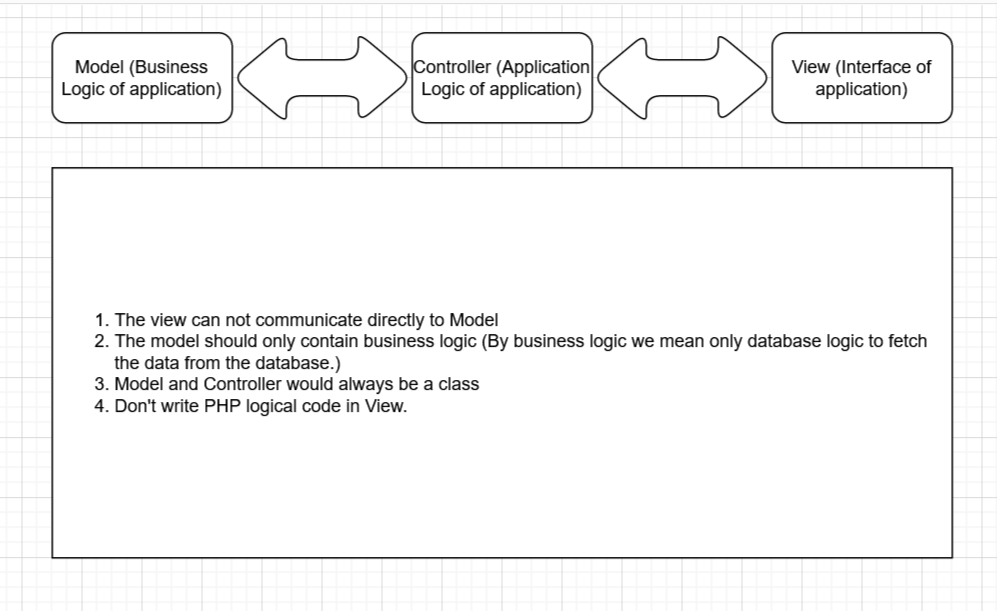 Model (Business
Logic of application)
Controller (Application
Logic of application)
View (Interface of
application)
1. The view can not communicate directly to Model
2. The model should only contain business logic (By business logic we mean only database logic to fetch
the data from the database.)
3. Model and Controller would always be a class
4. Don't write PHP logical code in View.